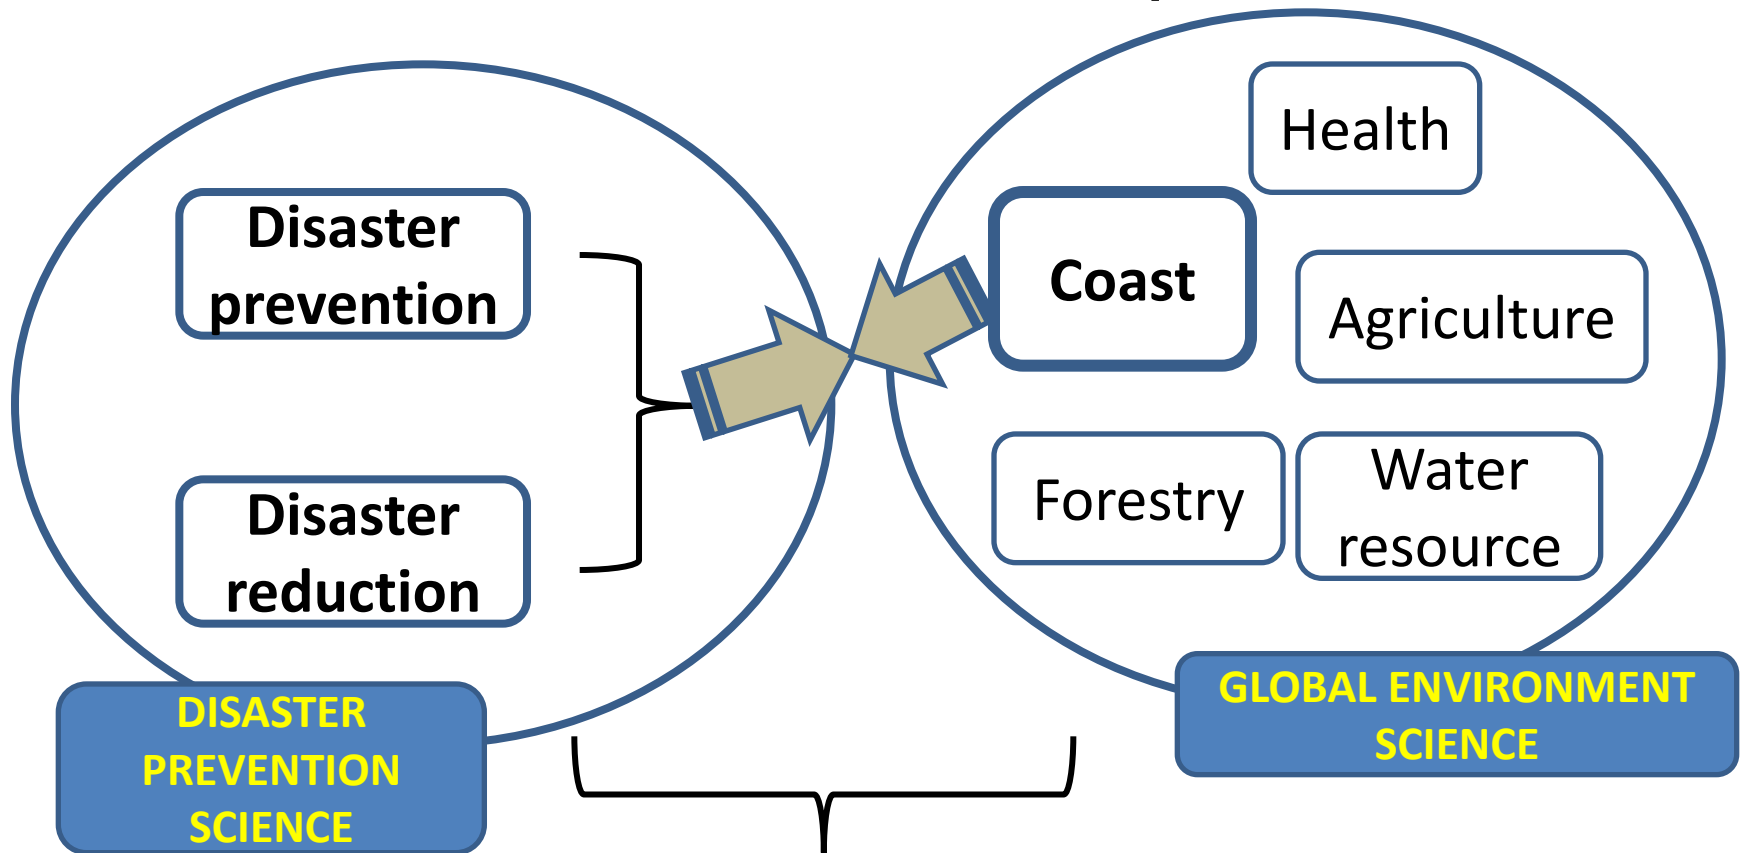 Disaster
prevention
Disaster
reduction
DISASTER
PREVENTION
SCIENCE
Health
Coast
Agriculture
Forestry
Water
resource
GLOBAL ENVIRONMENT
SCIENCE